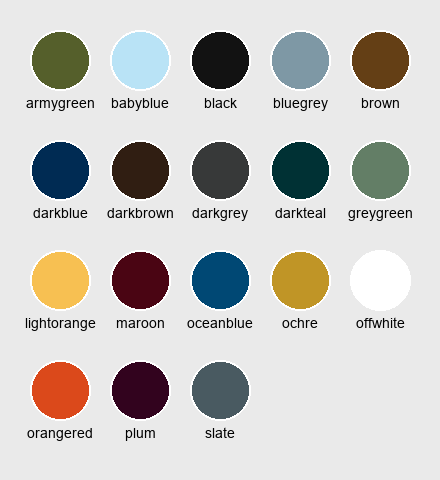 armygreen babyblue black bluegrey brown
darkblue darkbrown darkgrey darkteal greygreen
lightorange maroon oceanblue ochre offwhite
orangered plum slate